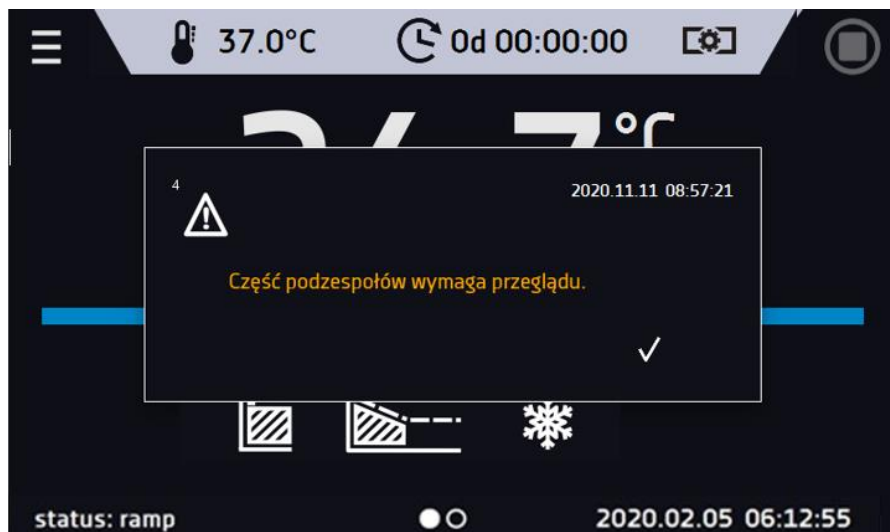 37.0°C
0d 00:00:00
°C
4
2020.11.11 08:57:21
Część podzespołów wymaga przeglądu.
status: ramp
2020.02.05 06:12:55